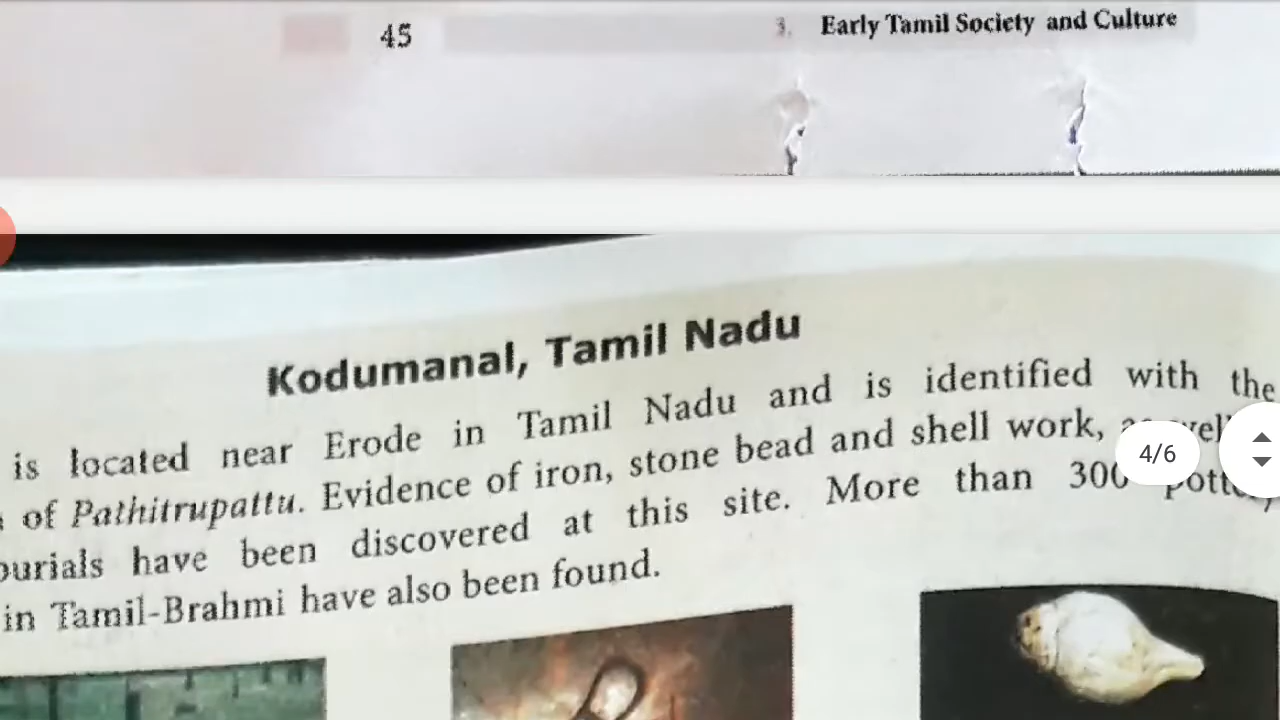 45
3. Early Tamil Society and Culture
Kodumanal, Tamil Nadu
is located near Erode in Tamil Nadu and is identified with the
of Pathitrupattu. Evidence of iron, stone bead and shell work,
burials have been discovered at this site. More than 300
in Tamil-Brahmi have also been found.
4/6